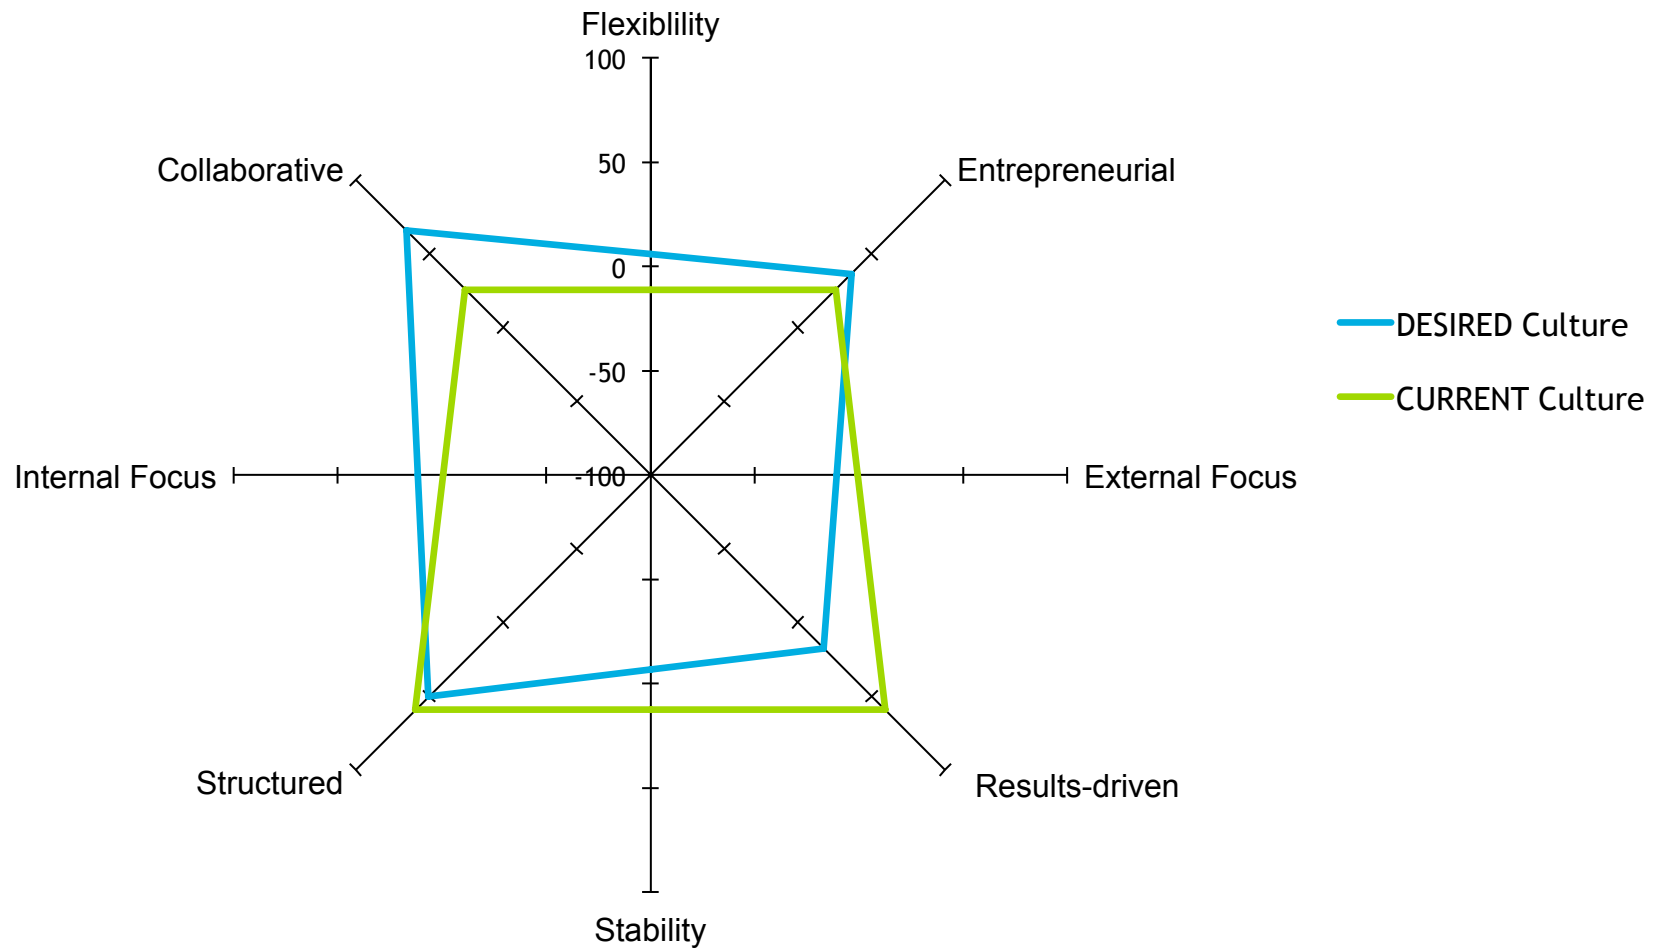 Flexiblility
100
Collaborative
Entrepreneurial
50
0
DESIRED Culture
-50
CURRENT Culture
Internal Focus
-100
External Focus
Structured
Results-driven
Stability